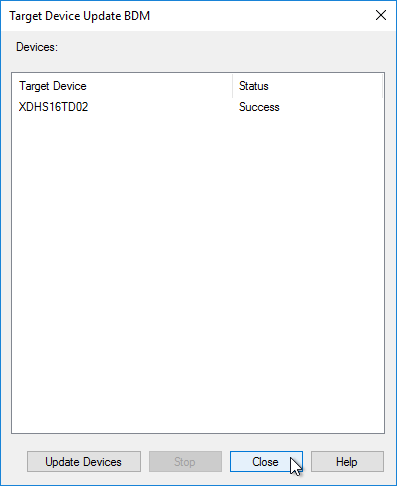 Target Device Update BDM
Devices:
Target Device Status
XDHS16TD02 Success
Update Devices Stop Close Help